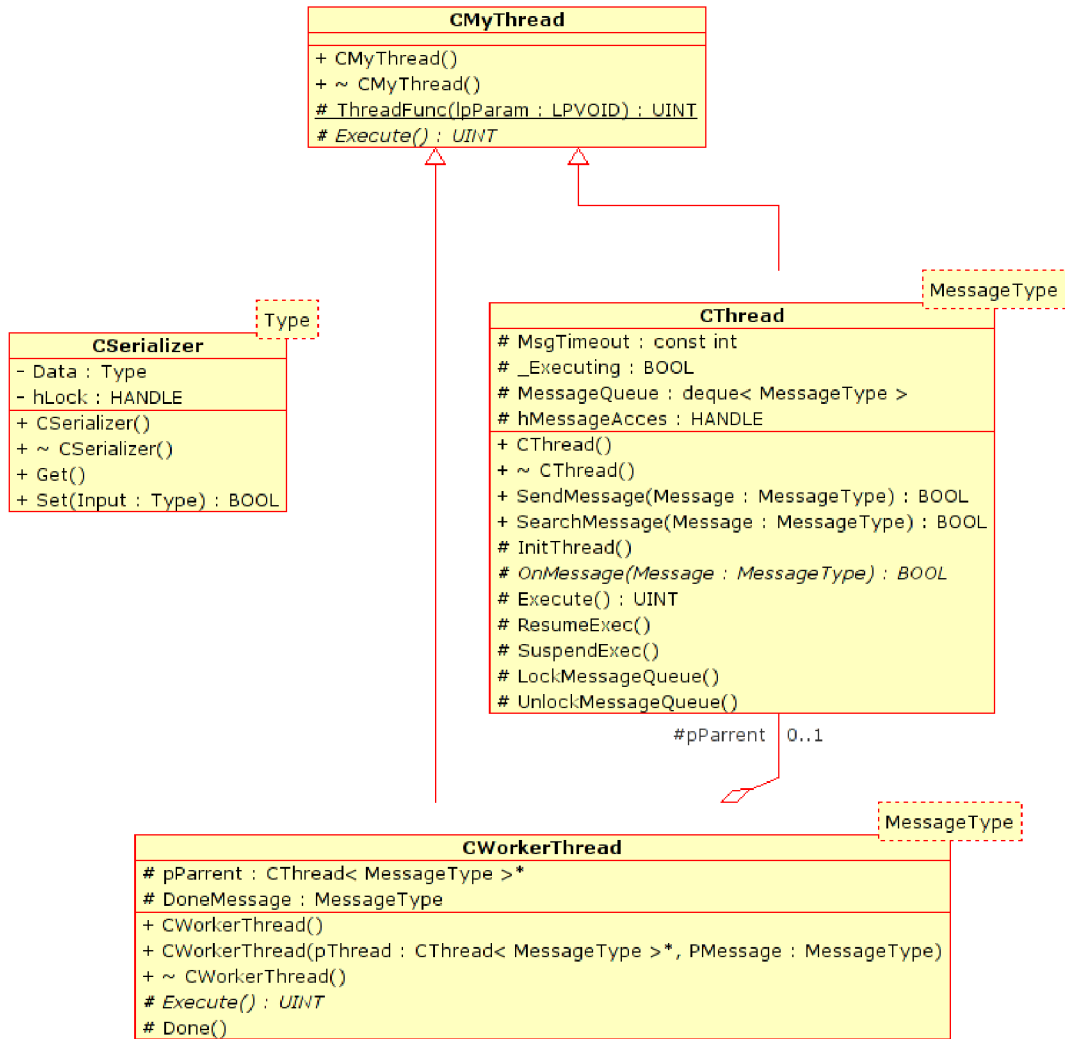 CMyThread
+ CMyThread()
+ ~ CMyThread()
# ThreadFunc(lpParam : LPVOID) : UINT
# Execute() : UINT
Type
CSerializer
- Data : Type
- hLock : HANDLE
+ CSerializer()
+ ~ CSerializer()
+ Get()
+ Set(Input : Type) : BOOL
MessageType
CThread
# MsgTimeout : const int
# _Executing : BOOL
# MessageQueue : deque< MessageType >
# hMessageAcces : HANDLE
+ CThread()
+ ~ CThread()
+ SendMessage(Message : MessageType) : BOOL
+ SearchMessage(Message : MessageType) : BOOL
# InitThread()
# OnMessage(Message : MessageType) : BOOL
# Execute() : UINT
# ResumeExec()
# SuspendExec()
# LockMessageQueue()
# UnlockMessageQueue()
#pParrent 0..1
MessageType
CWorkerThread
# pParrent : CThread< MessageType >*
# DoneMessage : MessageType
+ CWorkerThread()
+ CWorkerThread(pThread : CThread< MessageType >*, PMessage : MessageType)
+ ~ CWorkerThread()
# Execute() : UINT
# Done()